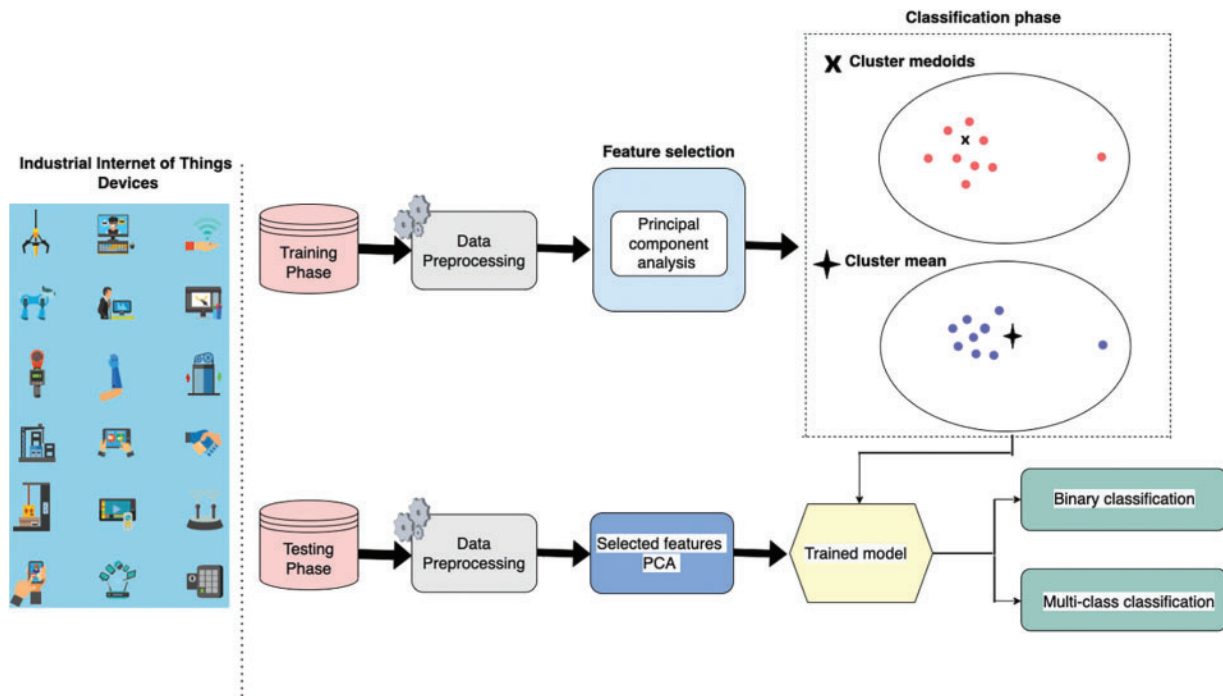 Classification phase
X Cluster medoids
x
Industrial Internet of Things
Devices
Feature selection
Training
Phase
Data
Preprocessing
Principal
component
analysis
Cluster mean
Testing
Phase
Data
Preprocessing
Selected features
PCA
Trained model
Binary classification
Multi-class classification